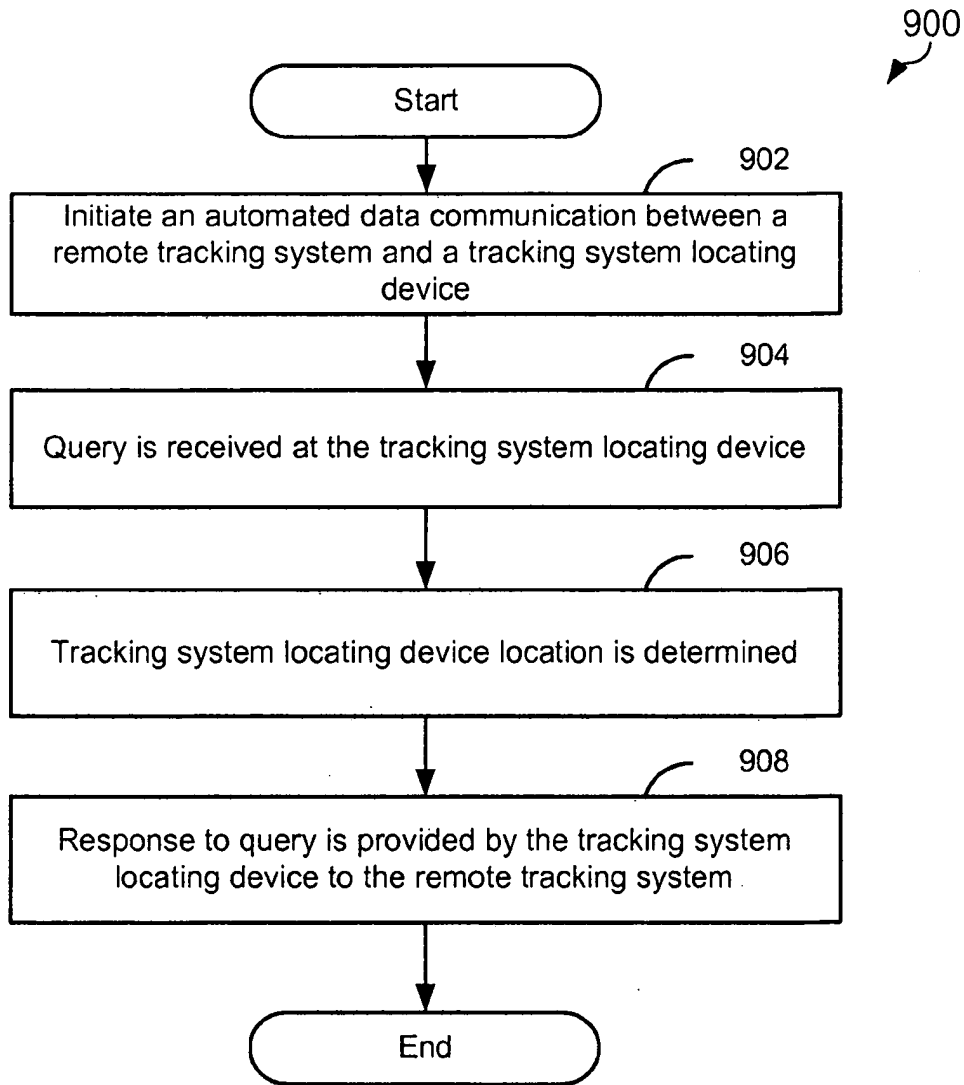 900
Start
902
Initiate an automated data communication between a
remote tracking system and a tracking system locating
device
904
Query is received at the tracking system locating device
906
Tracking system locating device location is determined
908
Response to query is provided by the tracking system
locating device to the remote tracking system
End